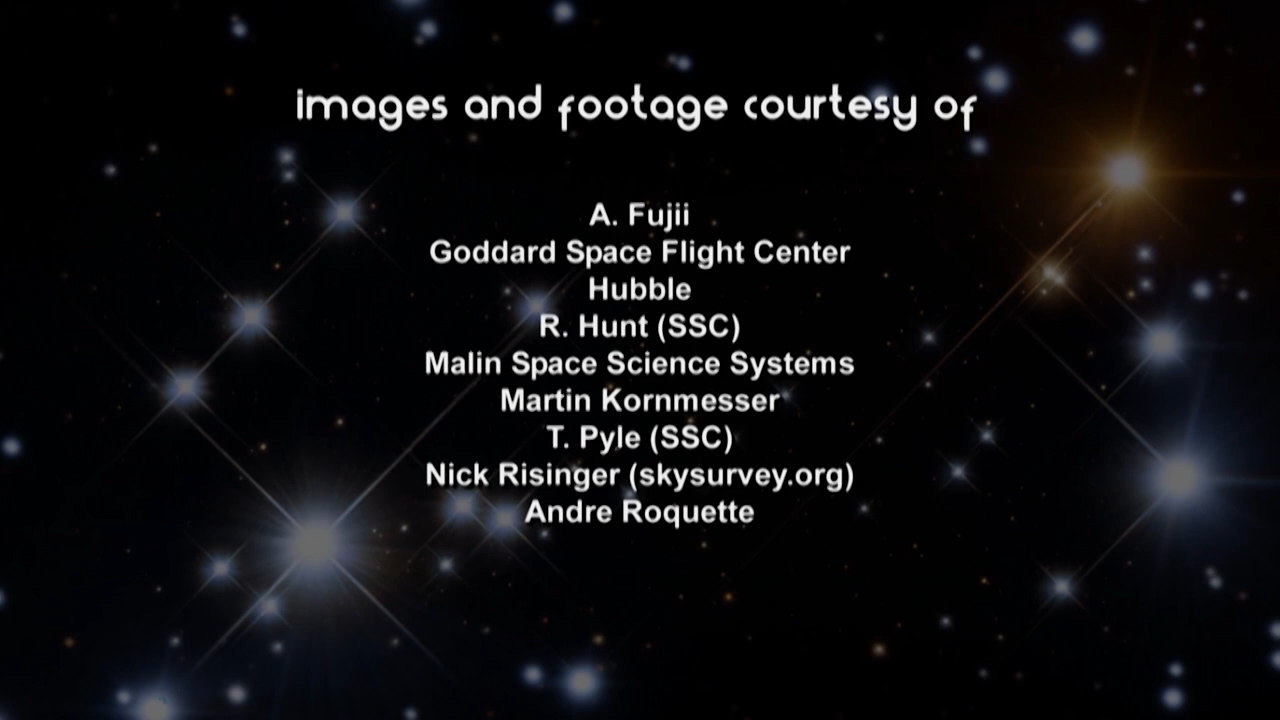 images and footage courtesy of
A. Fujii
Goddard Space Flight Center
Hubble
R. Hunt (SSC)
Malin Space Science Systems
Martin Kornmesser
T. Pyle (SSC)
Nick Risinger (skysurvey.org)
Andre Roquette